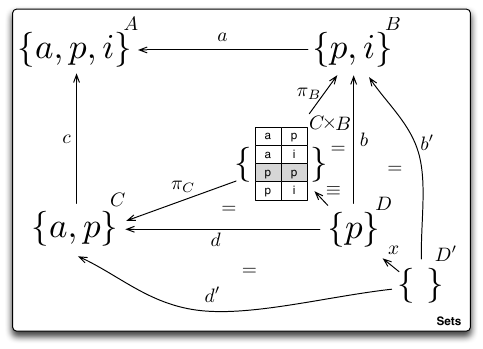 {a, p, i}^A
a
{p, i}^B
π_B
C×B
b
b′
c
{
a p
a i
p p
p i
}
=
≡
=
π_C
=
{a, p}^C
d
{p}^D
x
D′
{ }
=
d′
Sets